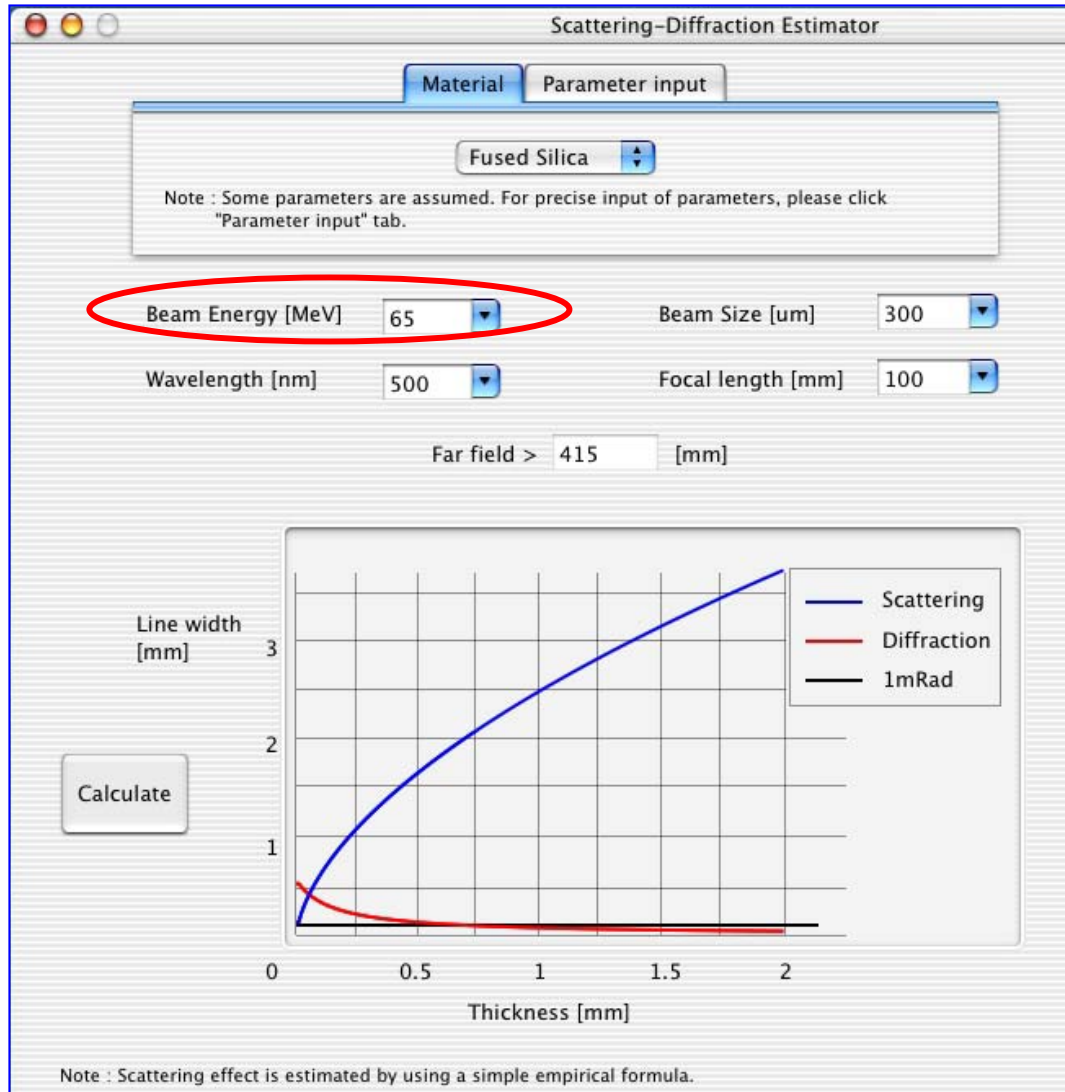 Scattering-Diffraction Estimator
Material
Parameter input
Fused Silica
Note : Some parameters are assumed. For precise input of parameters, please click
"Parameter input" tab.
Beam Energy [MeV] 65
Beam Size [um] 300
Wavelength [nm] 500
Focal length [mm] 100
Far field > 415 [mm]
Line width
[mm]
3
2
1
Scattering
Diffraction
1mRad
Calculate
0 0.5 1 1.5 2
Thickness [mm]
Note : Scattering effect is estimated by using a simple empirical formula.